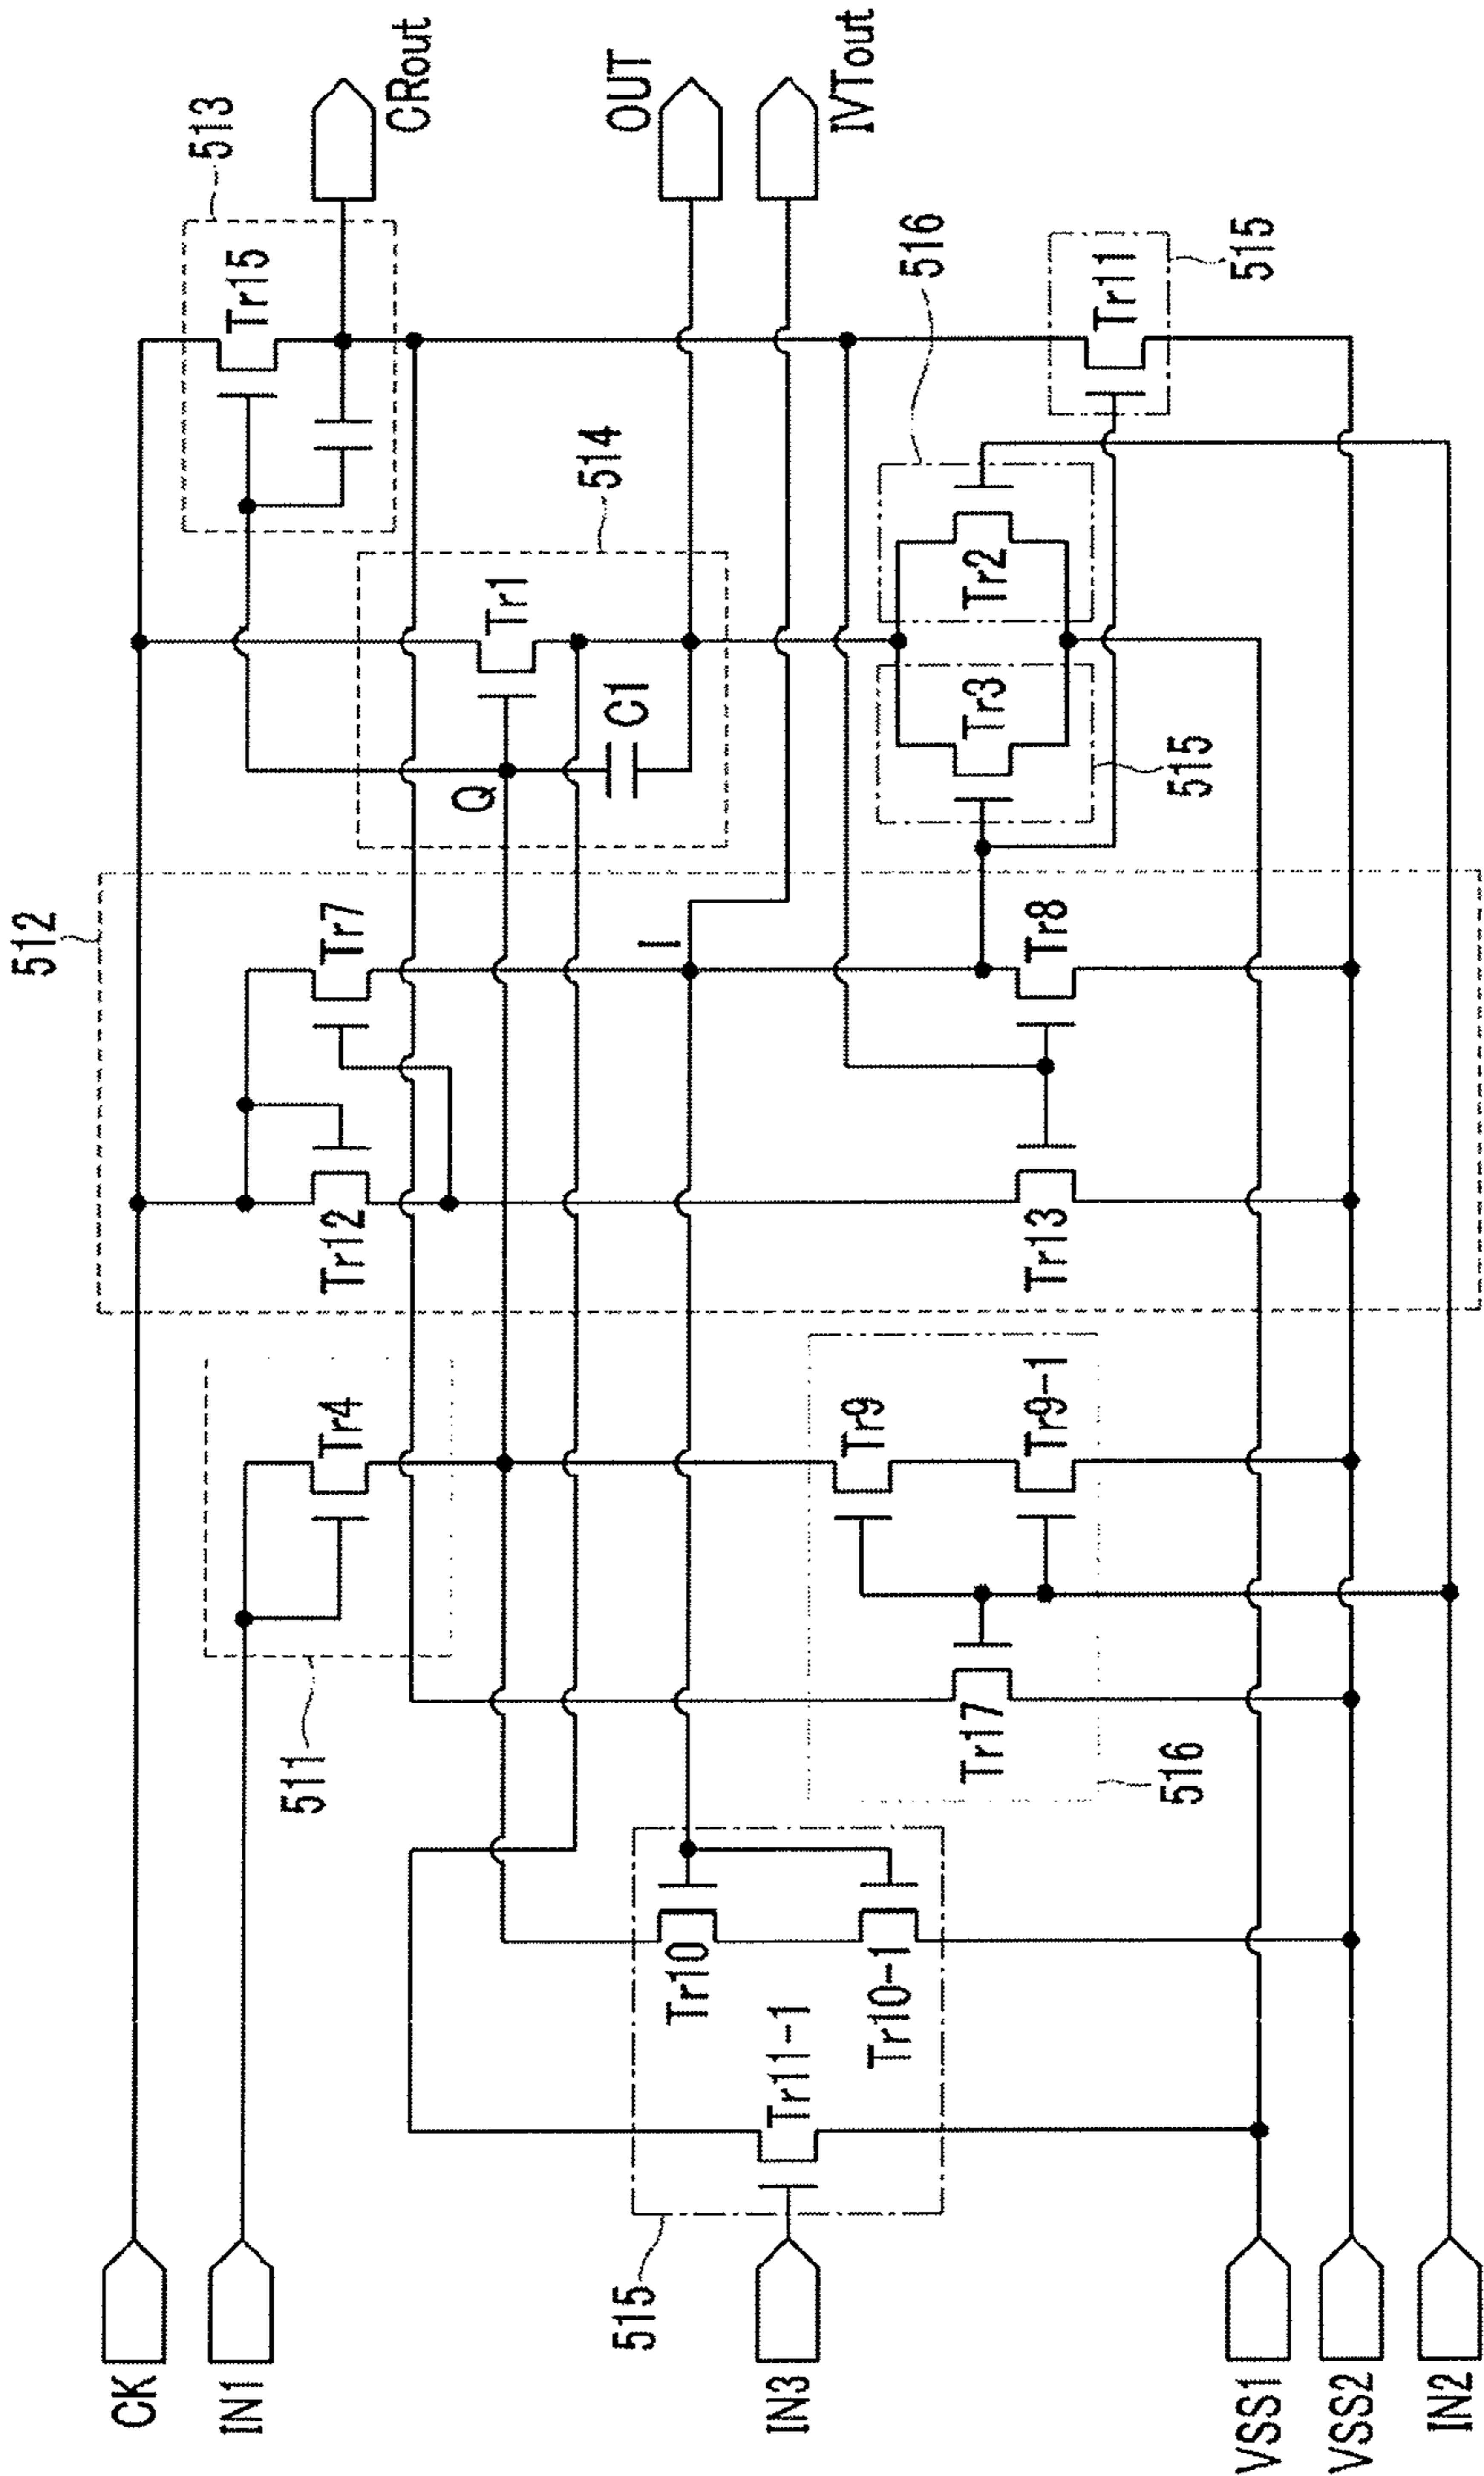 CK
IN1
IN3
VSS1
VSS2
IN2
515
Tr11-1
Tr10
Tr10-1
511
Tr4
Tr17
516
Tr9
Tr9-1
512
Tr12
Tr7
Tr13
Tr8
I
Q
C1
Tr1
514
Tr3
515
Tr2
516
Tr15
513
Tr11
515
CRout
OUT
IVTout